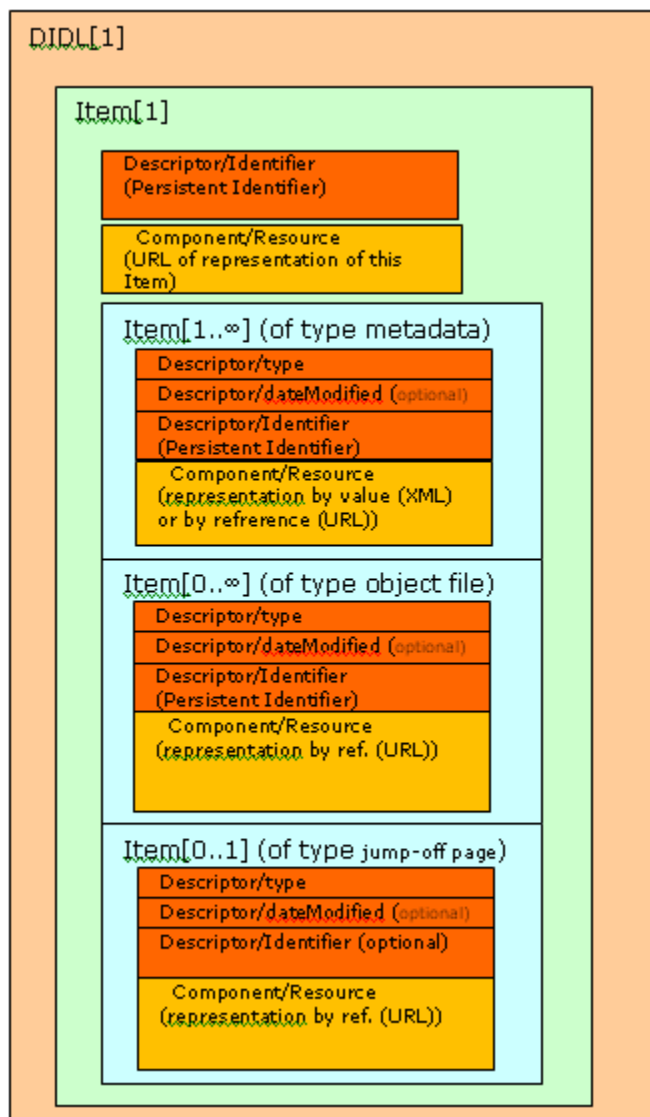 DIDL[1]
Item[1]
Descriptor/Identifier
(Persistent Identifier)
Component/Resource
(URL of representation of this
Item)
Item[1..∞] (of type metadata)
Descriptor/type
Descriptor/dateModified (optional)
Descriptor/Identifier
(Persistent Identifier)
Component/Resource
(representation by value (XML)
or by refrerence (URL))
Item[0..∞] (of type object file)
Descriptor/type
Descriptor/dateModified (optional)
Descriptor/Identifier
(Persistent Identifier)
Component/Resource
(representation by ref. (URL))
Item[0..1] (of type jump-off page)
Descriptor/type
Descriptor/dateModified (optional)
Descriptor/Identifier (optional)
Component/Resource
(representation by ref. (URL))